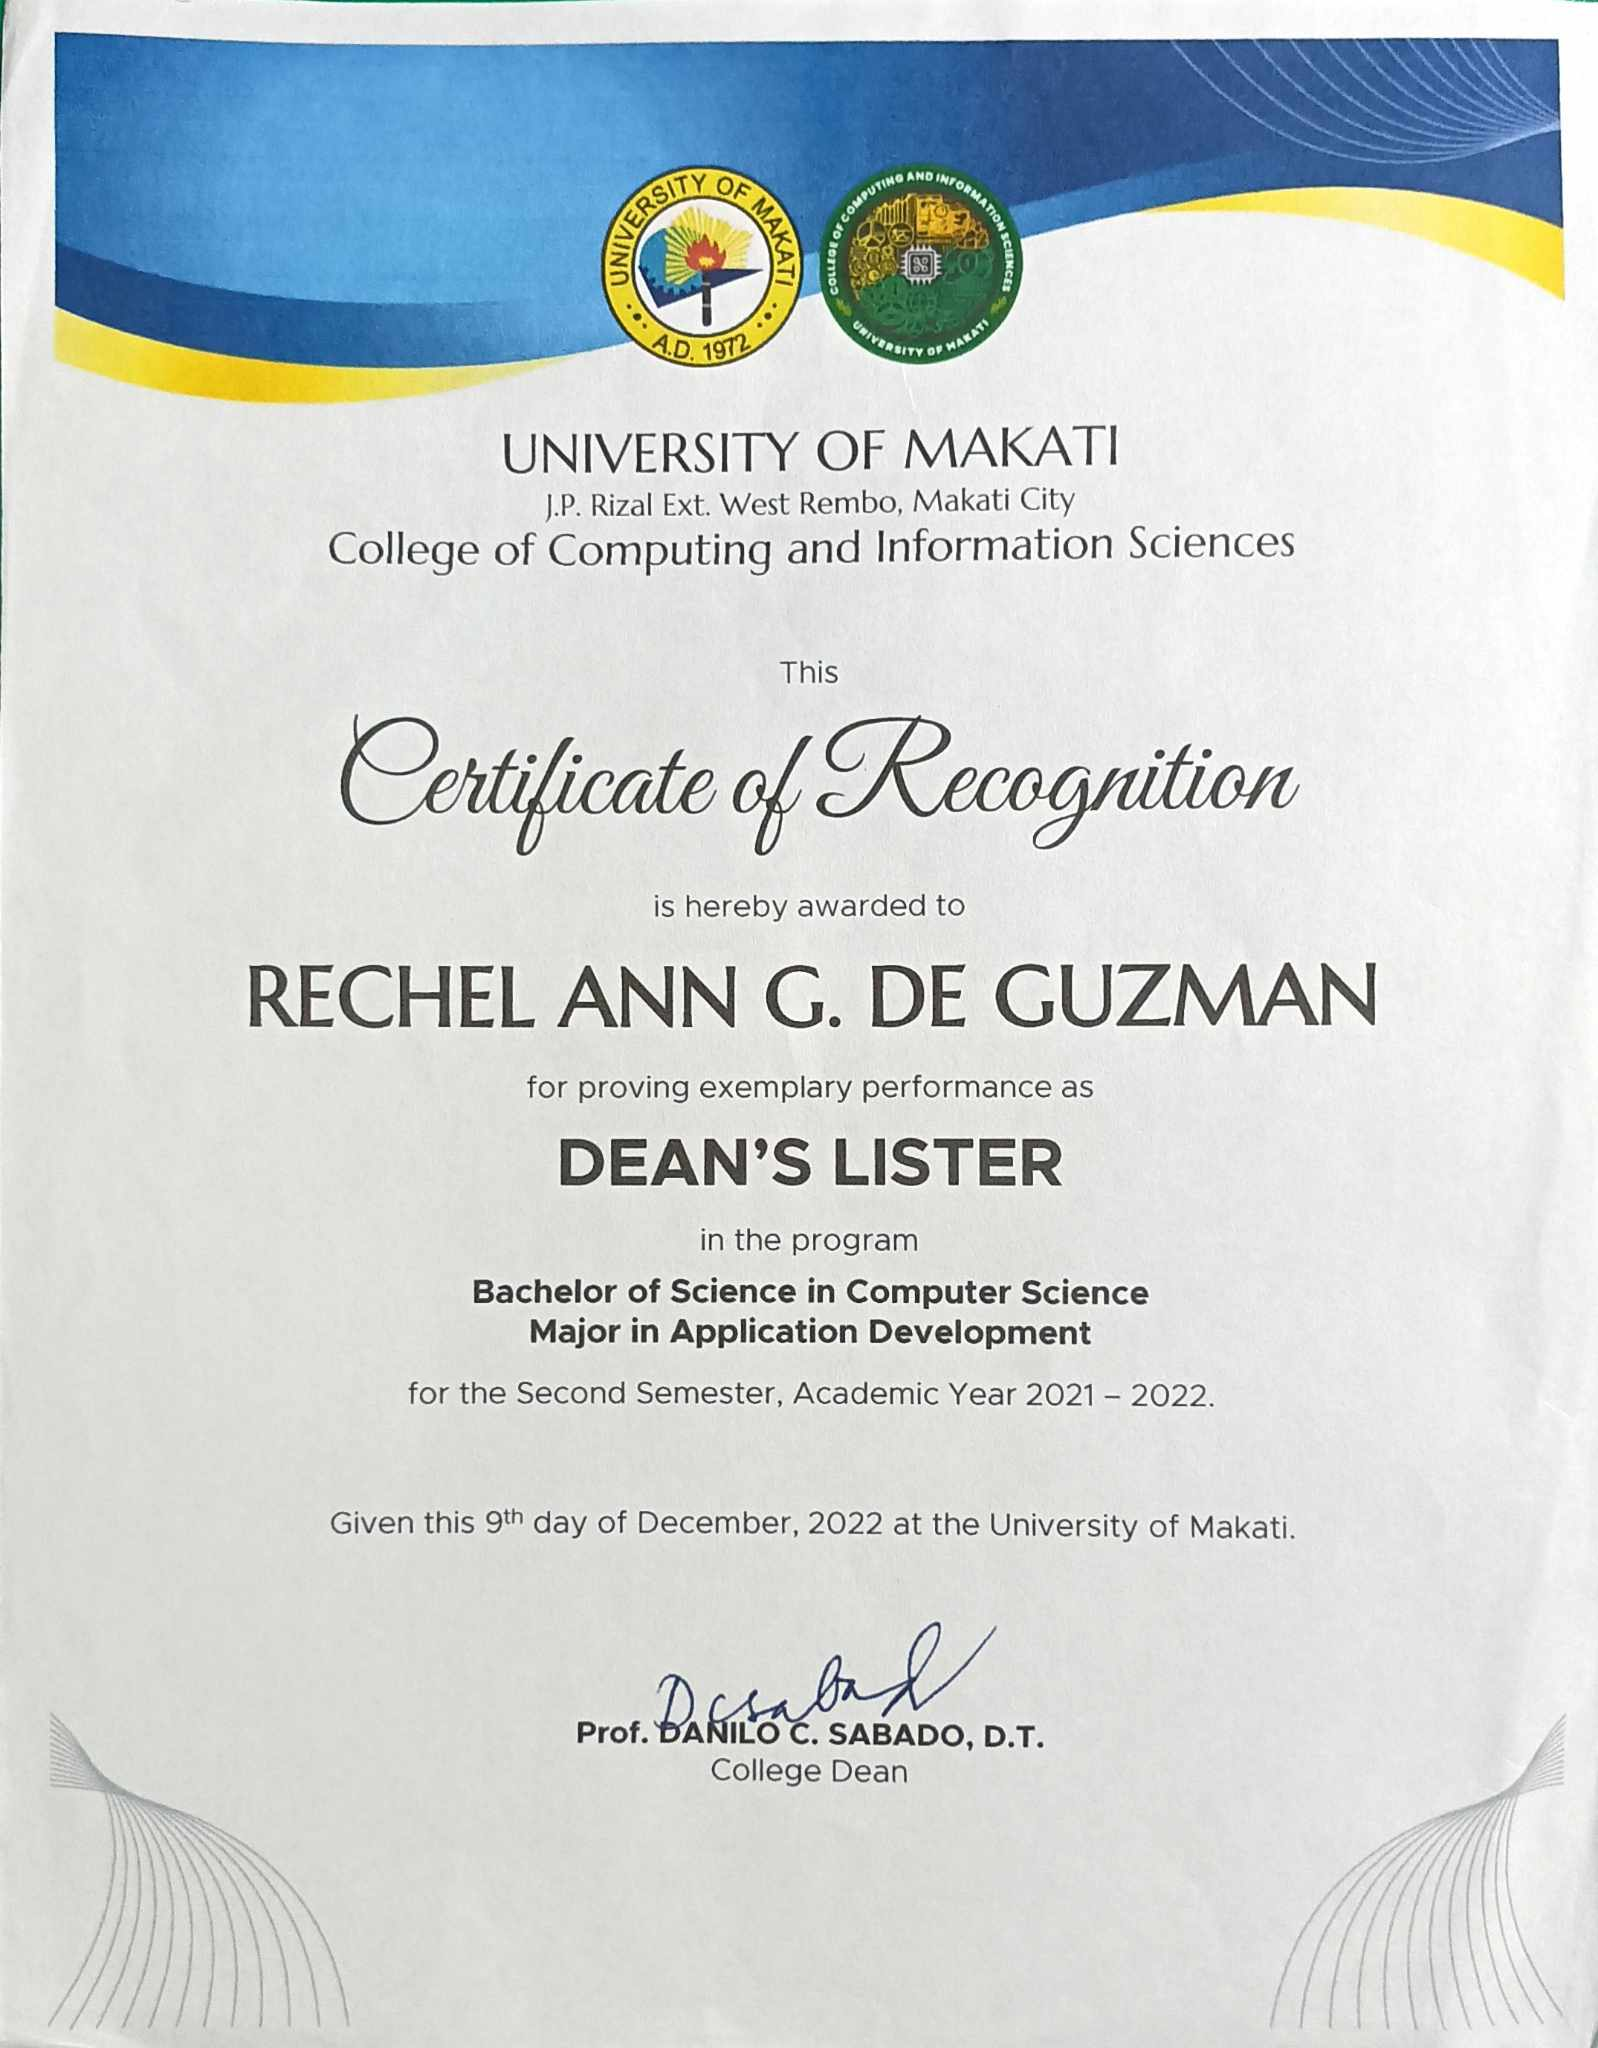 UNIVERSITY OF MAKATI
A.D. 1972
COLLEGE OF COMPUTING AND INFORMATION SCIENCES
UNIVERSITY OF MAKATI
UNIVERSITY OF MAKATI
J.P. Rizal Ext. West Rembo, Makati City
College of Computing and Information Sciences
This
Certificate of Recognition
is hereby awarded to
RECHEL ANN G. DE GUZMAN
for proving exemplary performance as
DEAN'S LISTER
in the program
Bachelor of Science in Computer Science
Major in Application Development
for the Second Semester, Academic Year 2021 – 2022.
Given this 9th day of December, 2022 at the University of Makati.
Dcsabad
Prof. DANILO C. SABADO, D.T.
College Dean